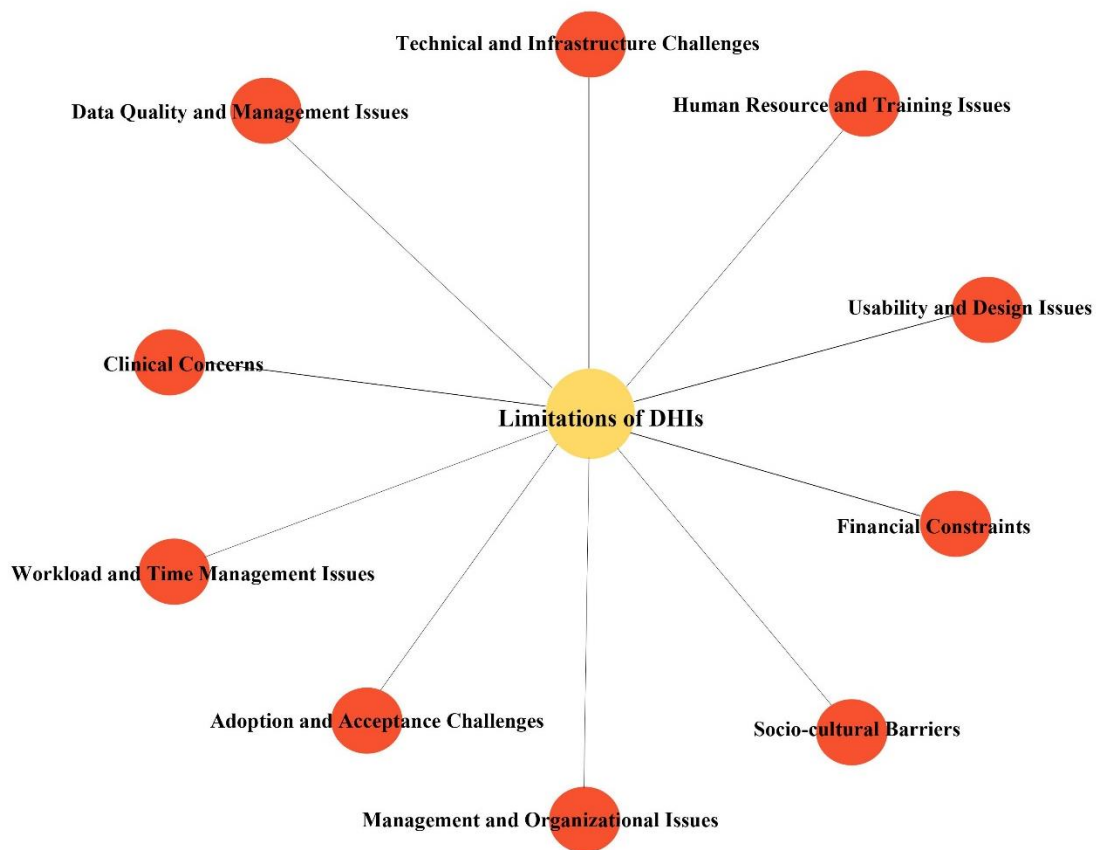 Technical and Infrastructure Challenges
Human Resource and Training Issues
Data Quality and Management Issues
Usability and Design Issues
Clinical Concerns
Limitations of DHIs
Financial Constraints
Workload and Time Management Issues
Adoption and Acceptance Challenges
Socio-cultural Barriers
Management and Organizational Issues